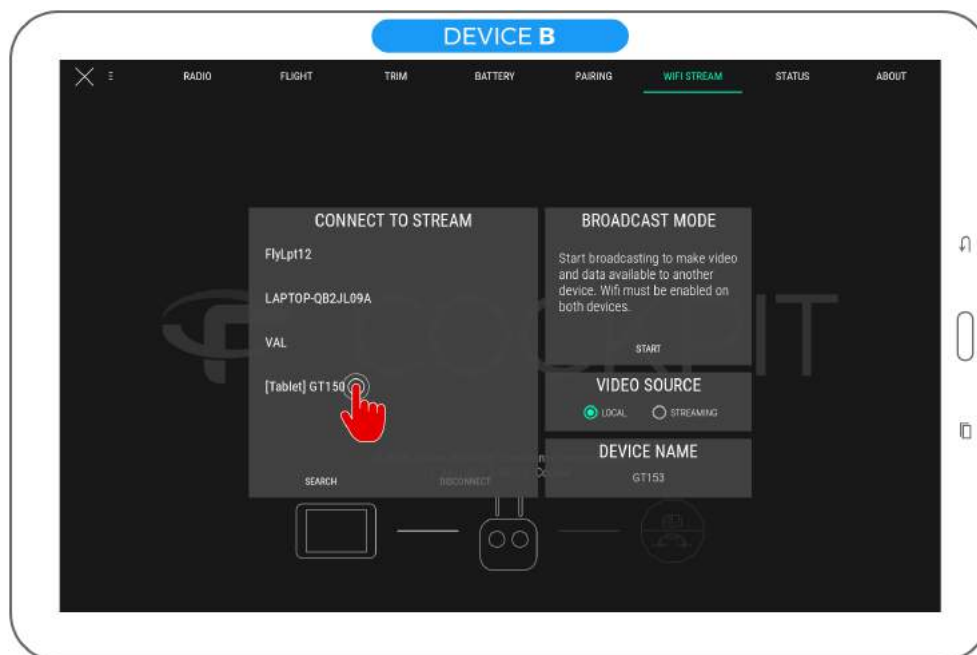 DEVICE B
RADIO FLIGHT TRIM BATTERY PAIRING WIFI STREAM STATUS ABOUT
CONNECT TO STREAM
FlyLpt12
LAPTOP-QB2JL09A
VAL
[Tablet] GT150
SEARCH DISCONNECT
BROADCAST MODE
Start broadcasting to make video
and data available to another
device. Wifi must be enabled on
both devices.
START
VIDEO SOURCE
LOCAL STREAMING
DEVICE NAME
GT153
COCKPIT